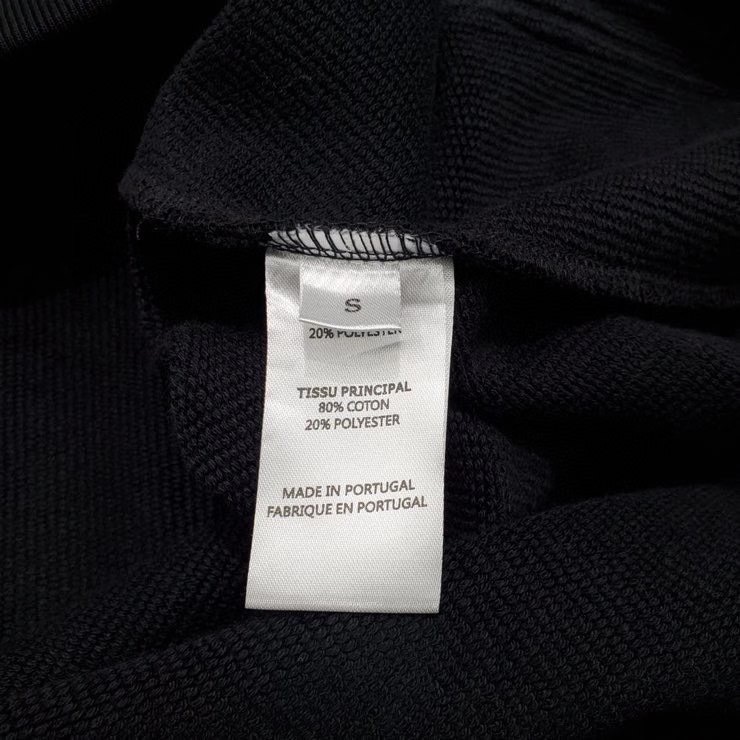 S
20% POLYESTER
TISSU PRINCIPAL
80% COTON
20% POLYESTER
MADE IN PORTUGAL
FABRIQUE EN PORTUGAL